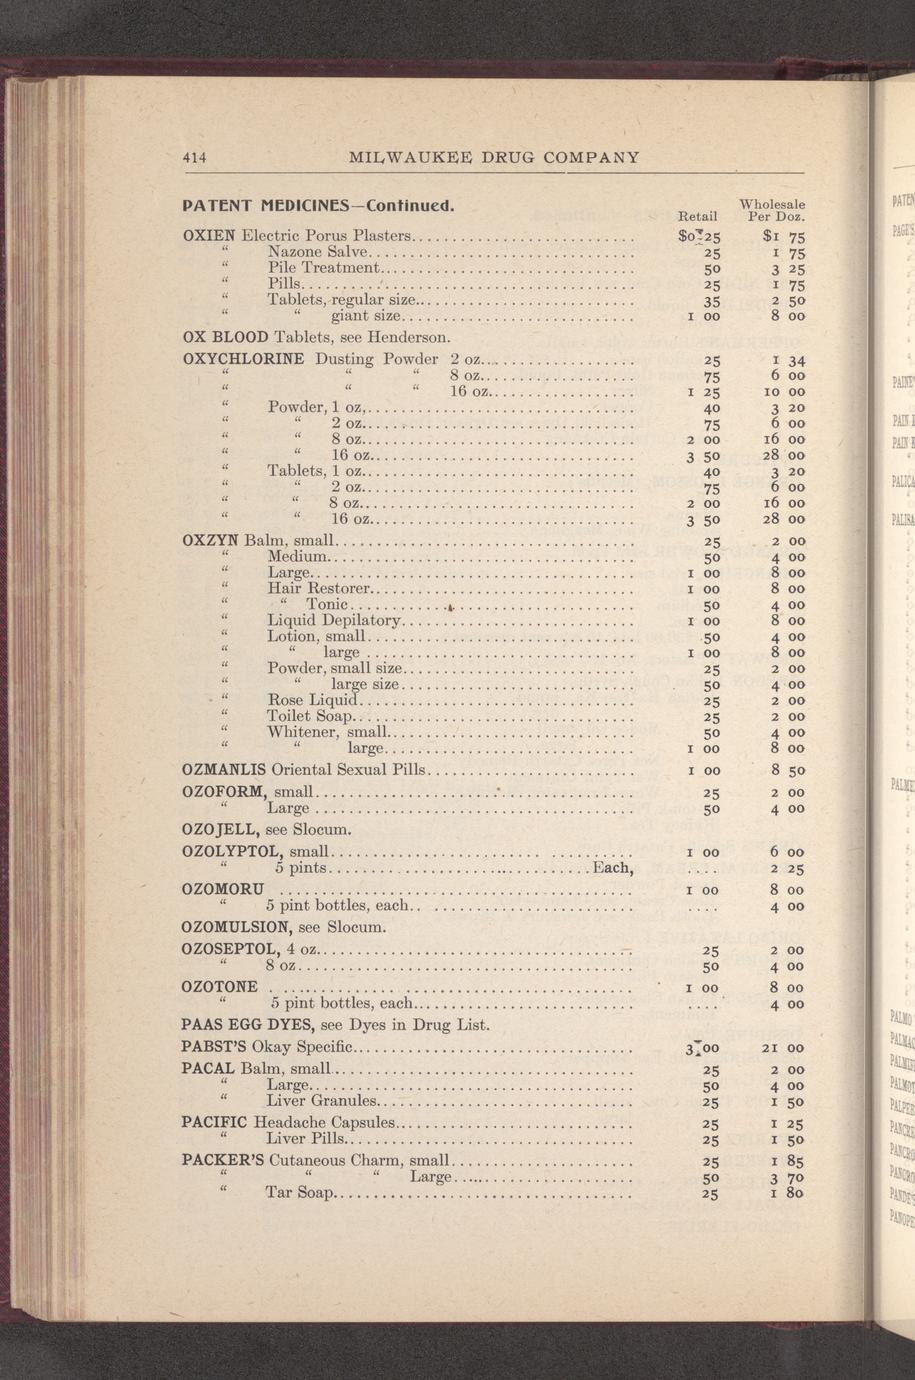 414 MILWAUKEE DRUG COMPANY
PATENT MEDICINES—Continued.
Wholesale
Retail Per Doz.
OXIEN Electric Porus Plasters........................... $0 25 $1 75
“ Nazone Salve........................... 25 1 75
“ Pile Treatment........................... 50 3 25
“ Pills........................... 25 1 75
“ Tablets, regular size........................... 35 2 50
“ “ giant size........................... 1 00 8 00
OX BLOOD Tablets, see Henderson.
OXYCHLORINE Dusting Powder 2 oz................ 25 1 34
“ “ “ 8 oz................ 75 6 00
“ “ “ 16 oz................ 1 25 10 00
“ Powder, 1 oz,........................... 40 3 20
“ “ 2 oz........................... 75 6 00
“ “ 8 oz........................... 2 00 16 00
“ “ 16 oz........................... 3 50 28 00
“ Tablets, 1 oz........................... 40 3 20
“ “ 2 oz........................... 75 6 00
“ “ 8 oz........................... 2 00 16 00
“ “ 16 oz........................... 3 50 28 00
OXZYN Balm, small........................... 25 2 00
“ Medium........................... 50 4 00
“ Large........................... 1 00 8 00
“ Hair Restorer........................... 1 00 8 00
“ “ Tonic........................... 50 4 00
“ Liquid Depilatory........................... 1 00 8 00
“ Lotion, small........................... 50 4 00
“ “ large ........................... 1 00 8 00
“ Powder, small size........................... 25 2 00
“ “ large size........................... 50 4 00
“ Rose Liquid........................... 25 2 00
“ Toilet Soap........................... 25 2 00
“ Whitener, small........................... 50 4 00
“ “ large........................... 1 00 8 00
OZMANLIS Oriental Sexual Pills........................... 1 00 8 50
OZOFORM, small........................... 25 2 00
“ Large ........................... 50 4 00
OZOJELL, see Slocum.
OZOLYPTOL, small........................... 1 00 6 00
“ 5 pints...........................Each, .... 2 25
OZOMORU ........................... 1 00 8 00
“ 5 pint bottles, each........................... .... 4 00
OZOMULSION, see Slocum.
OZOSEPTOL, 4 oz........................... 25 2 00
“ 8 oz........................... 50 4 00
OZOTONE ........................... 1 00 8 00
“ 5 pint bottles, each........................... .... 4 00
PAAS EGG DYES, see Dyes in Drug List.
PABST'S Okay Specific........................... 3 00 21 00
PACAL Balm, small........................... 25 2 00
“ Large........................... 50 4 00
“ Liver Granules........................... 25 1 50
PACIFIC Headache Capsules........................... 25 1 25
“ Liver Pills........................... 25 1 50
PACKER'S Cutaneous Charm, small................ 25 1 85
“ “ “ Large................ 50 3 70
“ Tar Soap........................... 25 1 80